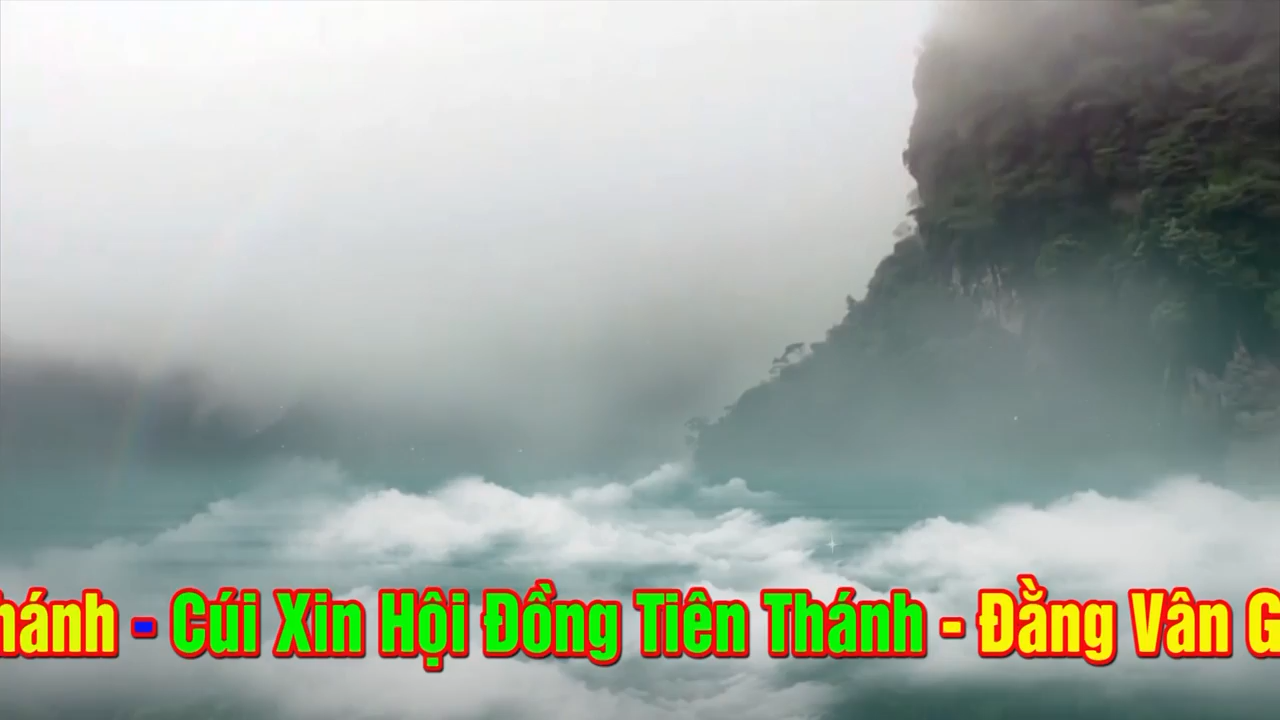 hánh - Cúi Xin Hội Đồng Tiên Thánh - Đằng Vân G